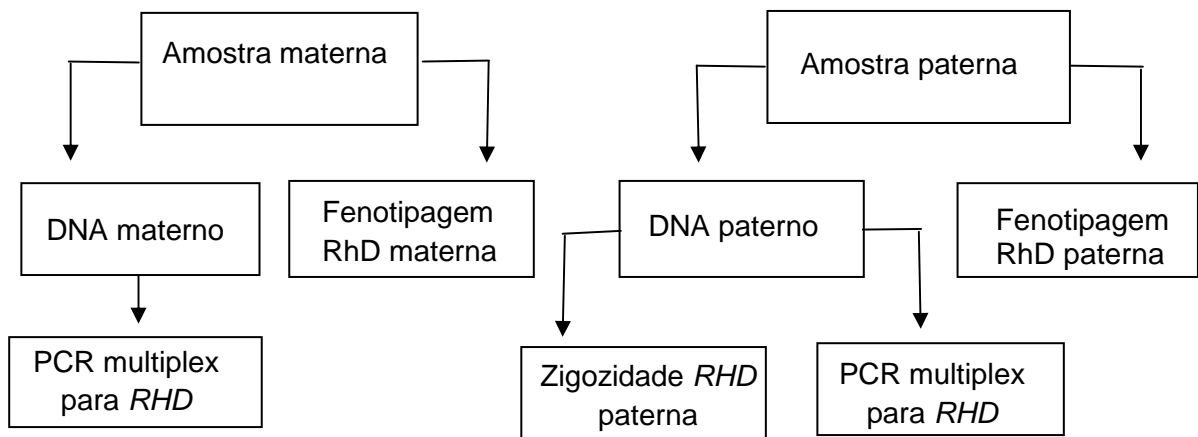 Amostra materna
Amostra paterna
DNA materno
Fenotipagem
RhD materna
DNA paterno
Fenotipagem
RhD paterna
PCR multiplex
para RHD
Zigozidade RHD
paterna
PCR multiplex
para RHD